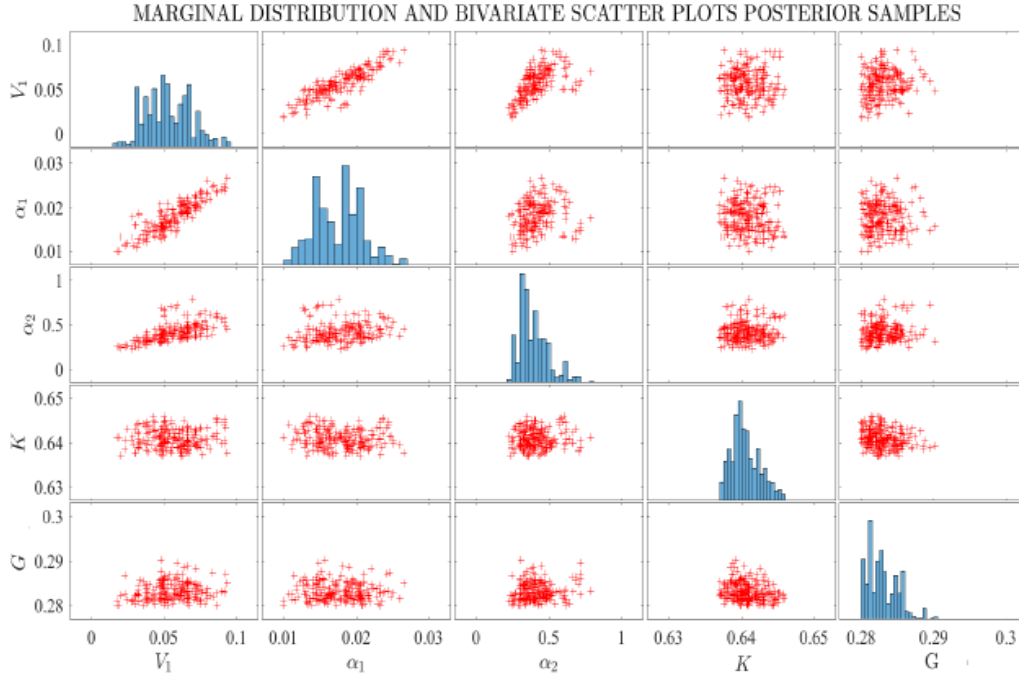 MARGINAL DISTRIBUTION AND BIVARIATE SCATTER PLOTS POSTERIOR SAMPLES
0.1
V₁ 0.05
0
0.03
α₁ 0.02
0.01
1
α₂ 0.5
0
0.65
K 0.64
0.63
0.3
G 0.29
0.28
0 0.05 0.1 0.01 0.02 0.03 0 0.5 1 0.63 0.64 0.65 0.28 0.29 0.3
V₁ α₁ α₂ K G